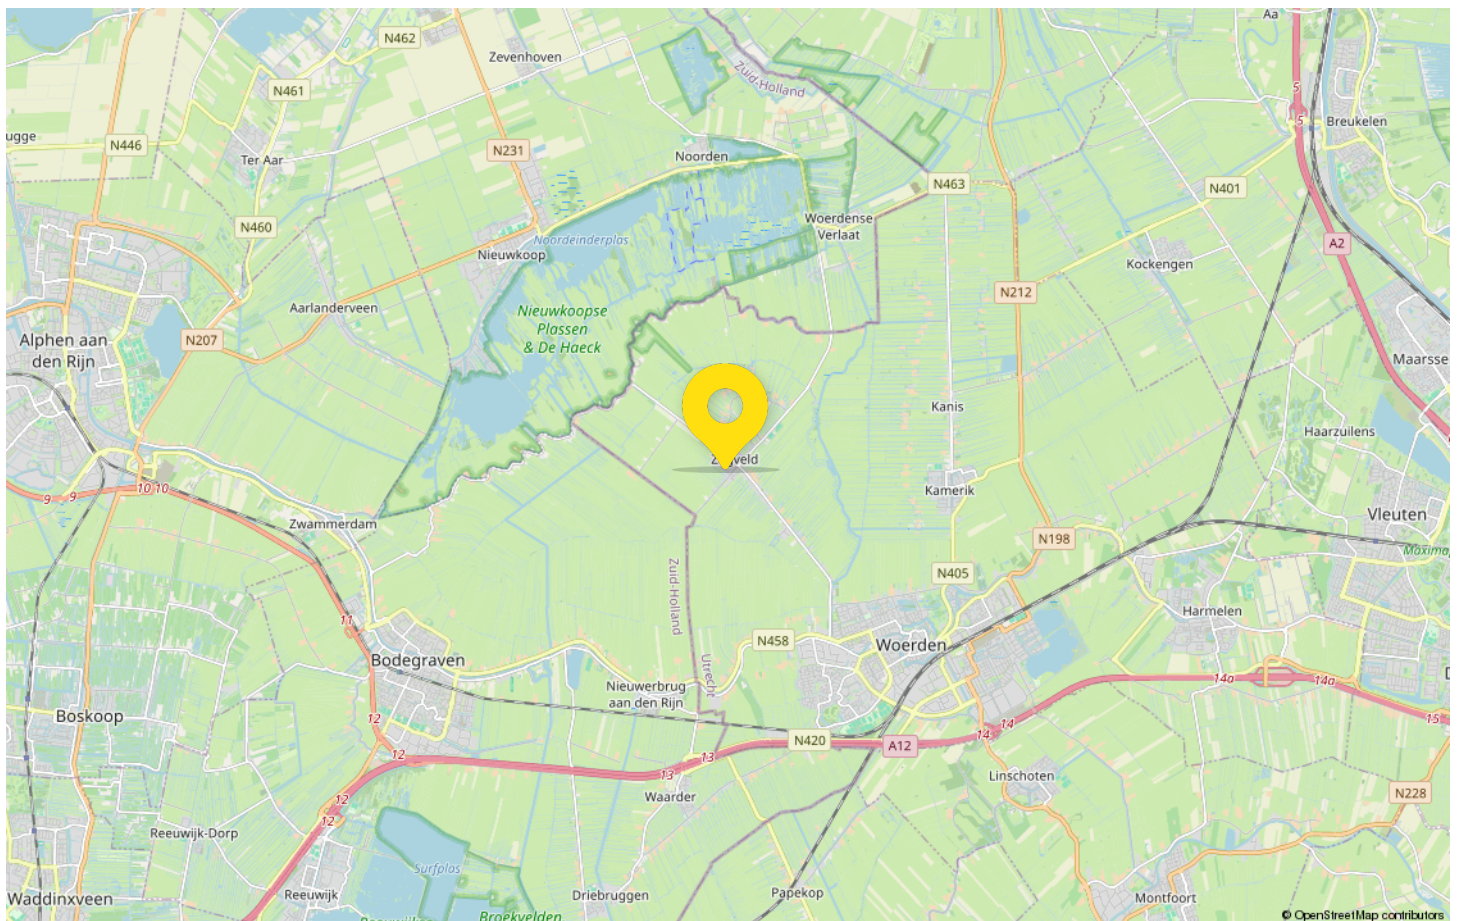 Aa
N462
Zevenhoven
Zuid-Holland
5
N461
5
Breukelen
ugge
N446
N231
Noorden
Ter Aar
N463
N401
N460
Woerdense
Verlaat
Noordeinderplas
Nieuwkoop
A2
Kockengen
N212
Aarlanderveen
Nieuwkoopse
Plassen
& De Haeck
N207
Alphen aan
den Rijn
Maarsse
Kanis
Haarzuilens
Kamerik
10 10
9 9
Zwammerdam
Vleuten
N198
Maxima
N405
Zuid-Holland
Harmelen
11
N458
Woerden
Bodegraven
Utrecht
14a
14a
Nieuwerbrug
aan den Rijn
Boskoop
12
14
15
14
N420
A12
12
13
13
Linschoten
Waarder
N228
12
12
Reeuwijk-Dorp
Surfplas
Reeuwijk
Driebruggen
Papekop
Montfoort
Waddinxveen
Broekvelden
© OpenStreetMap contributors